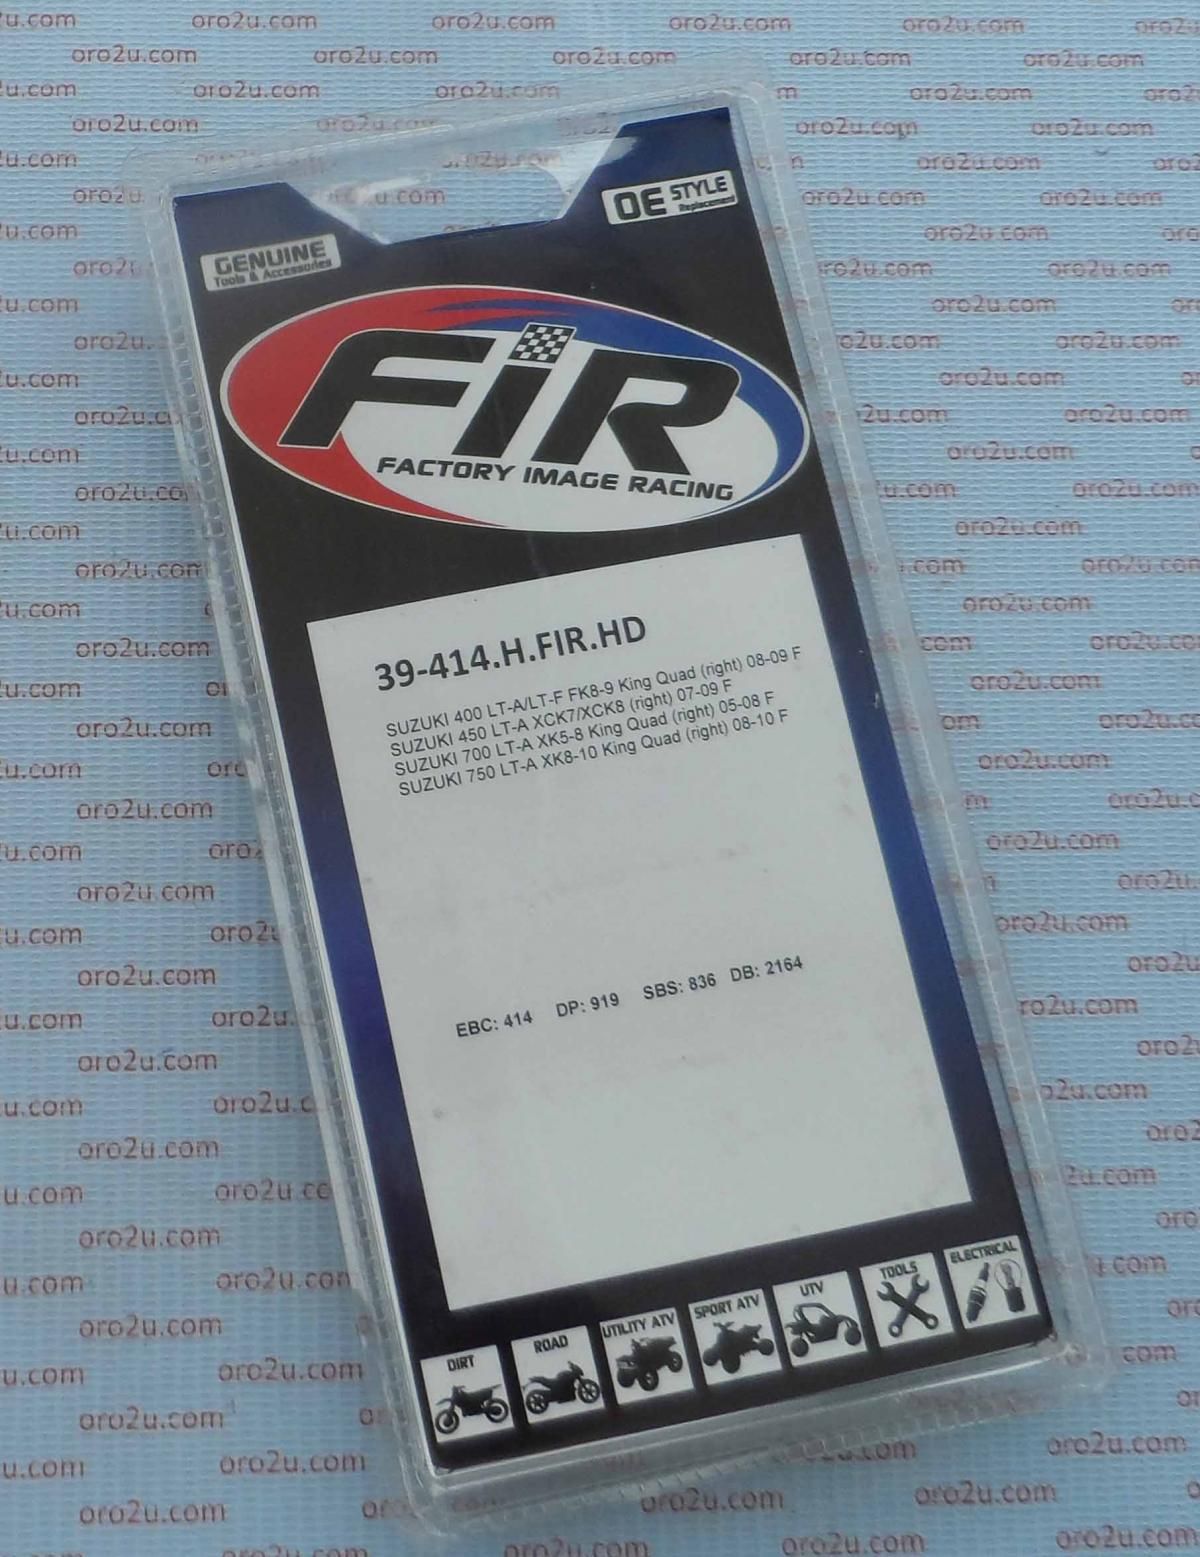 OE STYLE
Replacement
GENUINE
Tools & Accessories
FiR
FACTORY IMAGE RACING
39-414.H.FIR.HD
SUZUKI 400 LT-A/LT-F FK8-9 King Quad (right) 08-09 F
SUZUKI 450 LT-A XCK7/XCK8 (right) 07-09 F
SUZUKI 700 LT-A XK5-8 King Quad (right) 05-08 F
SUZUKI 750 LT-A XK8-10 King Quad (right) 08-10 F
EBC: 414 DP: 919 SBS: 836 DB: 2164
DIRT ROAD UTILITY ATV SPORT ATV UTV TOOLS ELECTRICAL
oro2u.com